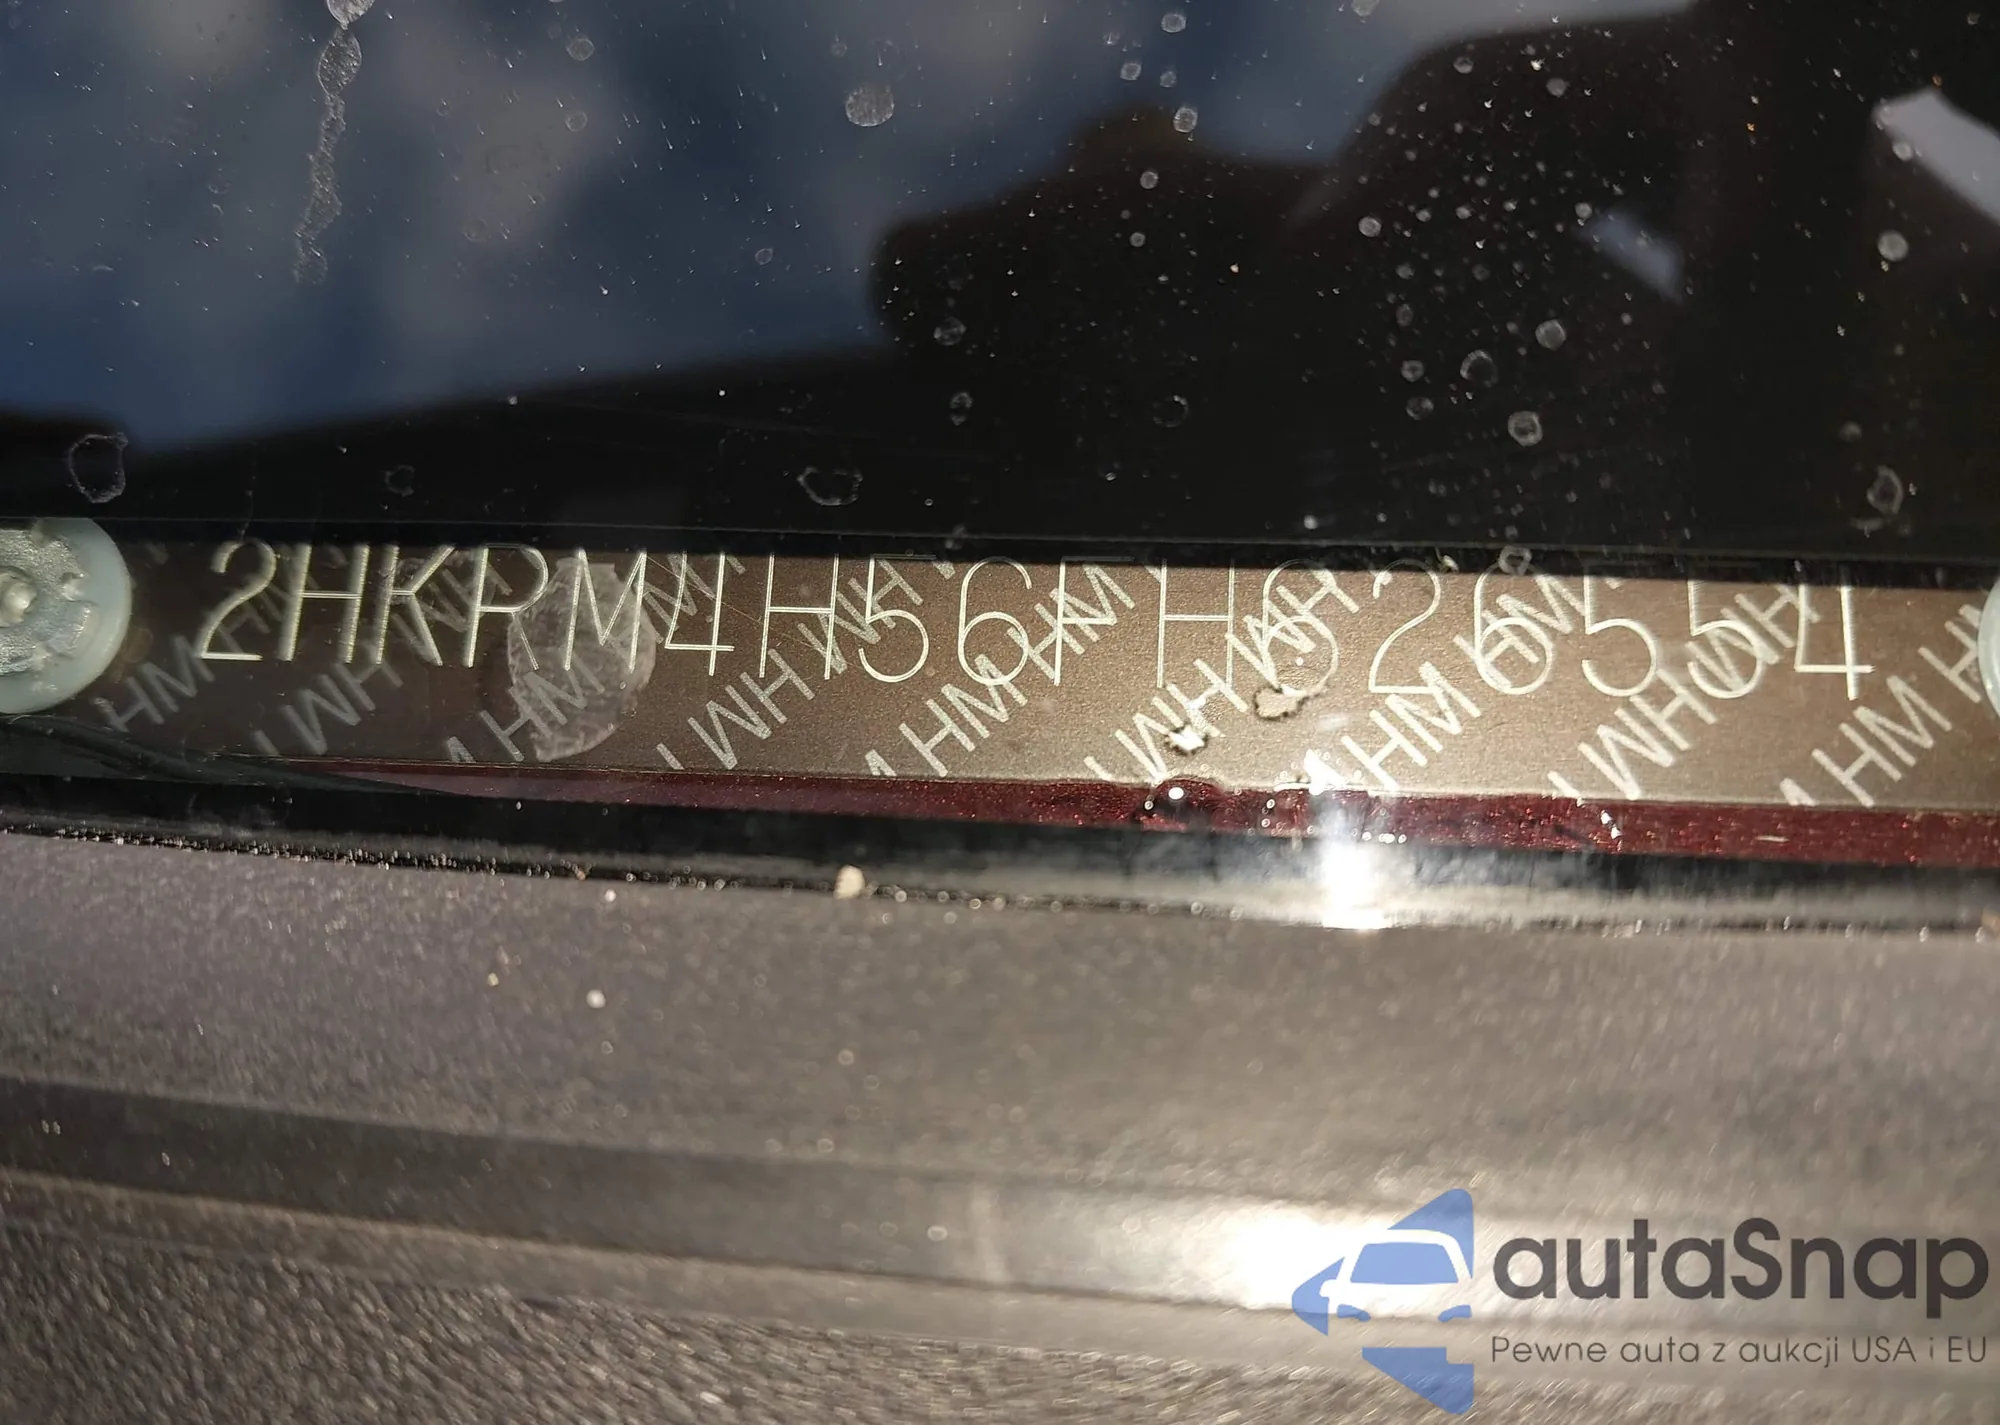 2HKRM4H56FH626554
autaSnap
Pewne auta z aukcji USA i EU